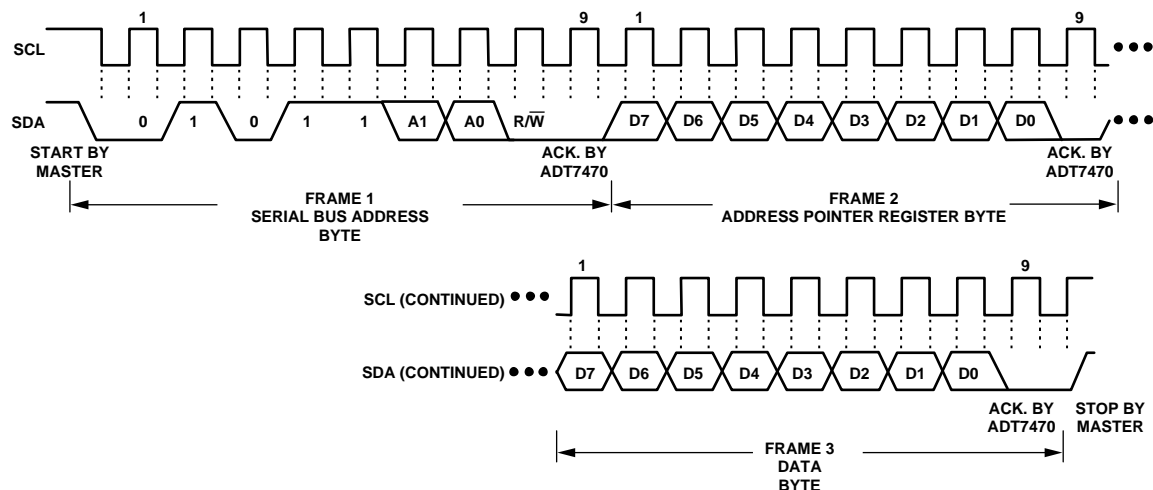 1 9 1 9
SCL
SDA 0 1 0 1 1 A1 A0 R/W̅ D7 D6 D5 D4 D3 D2 D1 D0
START BY
MASTER
ACK. BY
ADT7470
ACK. BY
ADT7470
FRAME 1
SERIAL BUS ADDRESS
BYTE
FRAME 2
ADDRESS POINTER REGISTER BYTE
1 9
SCL (CONTINUED)
SDA (CONTINUED) D7 D6 D5 D4 D3 D2 D1 D0
ACK. BY
ADT7470
STOP BY
MASTER
FRAME 3
DATA
BYTE